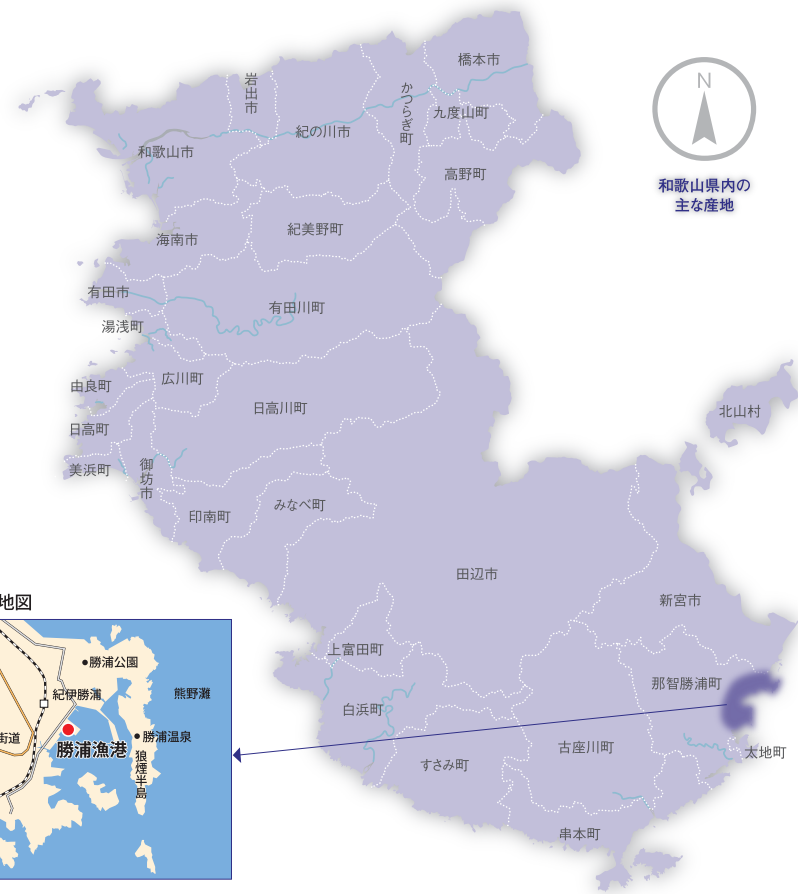 橋本市
岩出市
かつらぎ町
九度山町
紀の川市
和歌山市
高野町
N
和歌山県内の
主な産地
海南市
紀美野町
有田市
有田川町
湯浅町
広川町
由良町
日高川町
北山村
日高町
美浜町
御坊市
印南町
みなべ町
田辺市
新宮市
上富田町
那智勝浦町
白浜町
古座川町
太地町
すさみ町
串本町
地図
勝浦公園
紀伊勝浦
熊野灘
街道
勝浦漁港
勝浦温泉
狼煙半島